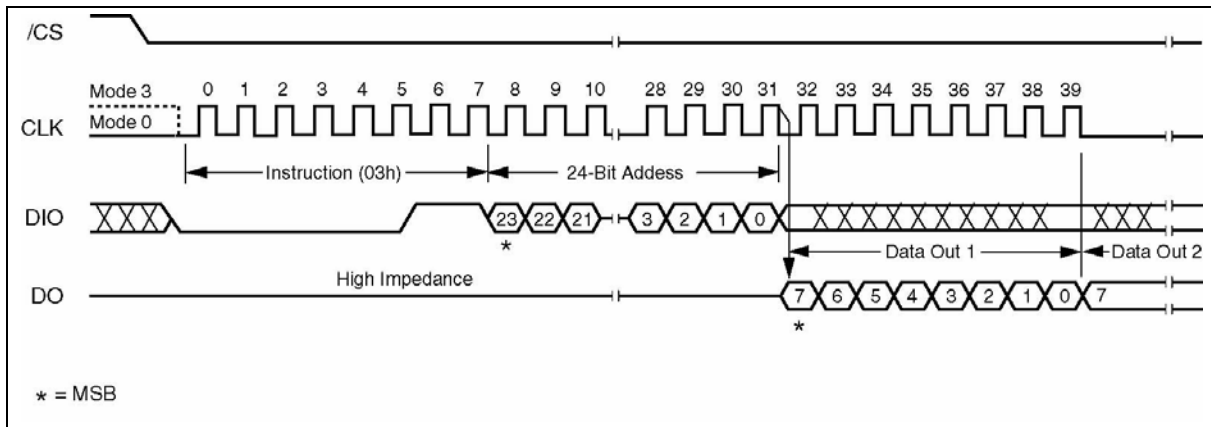 /CS
Mode 3
0 1 2 3 4 5 6 7 8 9 10 28 29 30 31 32 33 34 35 36 37 38 39
Mode 0
CLK
Instruction (03h) 24-Bit Addess
DIO 23 22 21 3 2 1 0
*
Data Out 1 Data Out 2
High Impedance
DO 7 6 5 4 3 2 1 0 7
*
* = MSB